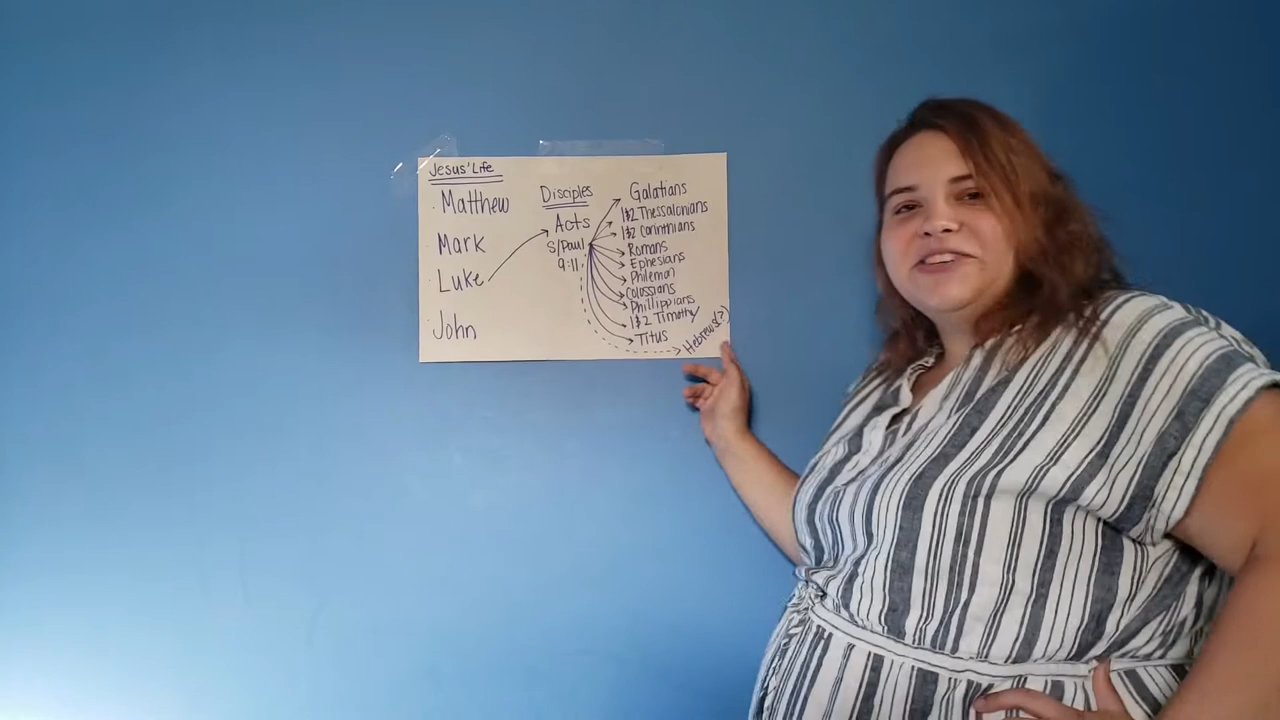 Jesus' Life
Matthew
Mark
Luke
John
Disciples
Acts
S/Paul
9:11
Galatians
1&2 Thessalonians
1&2 Corinthians
Romans
Ephesians
Philemon
Colossians
Phillippians
1&2 Timothy
Titus
Hebrews(?)